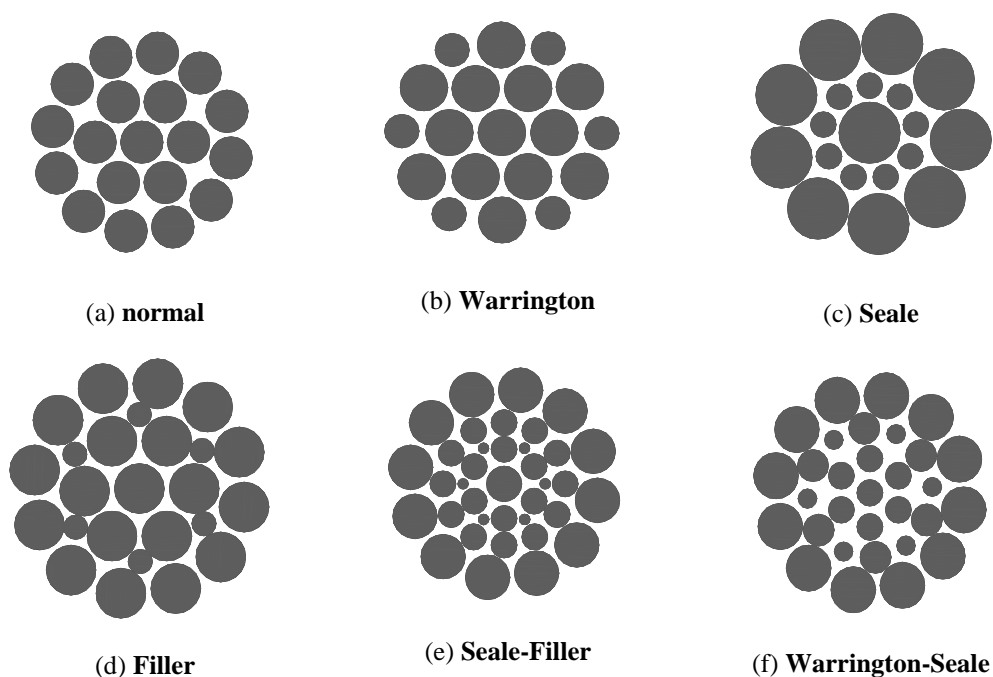 (a) normal
(b) Warrington
(c) Seale
(d) Filler
(e) Seale-Filler
(f) Warrington-Seale